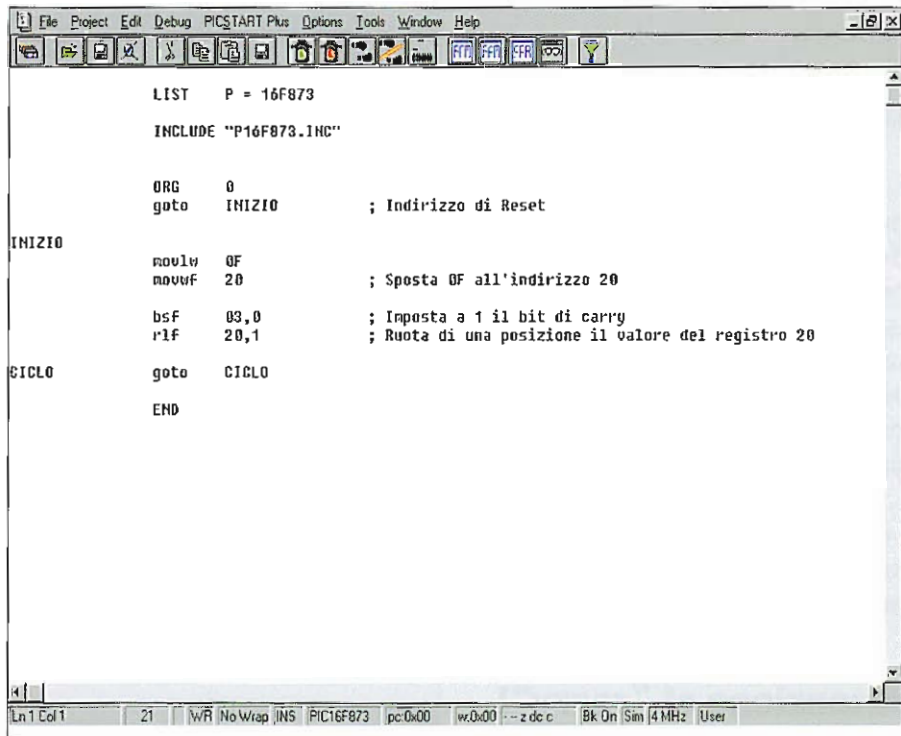 File Project Edit Debug PICSTART Plus Options Tools Window Help
LIST P = 16F873
INCLUDE "P16F873.INC"
ORG 0
goto INIZIO ; Indirizzo di Reset
INIZIO
movlw 0F
movwf 20 ; Sposta 0F all'indirizzo 20
bsf 03,0 ; Imposta a 1 il bit di carry
rlf 20,1 ; Ruota di una posizione il valore del registro 20
CICLO goto CICLO
END
Ln 1 Col 1 21 WR No Wrap INS PIC16F873 pc:0x00 w:0x00 - -- z dc c Bk On Sim 4 MHz User